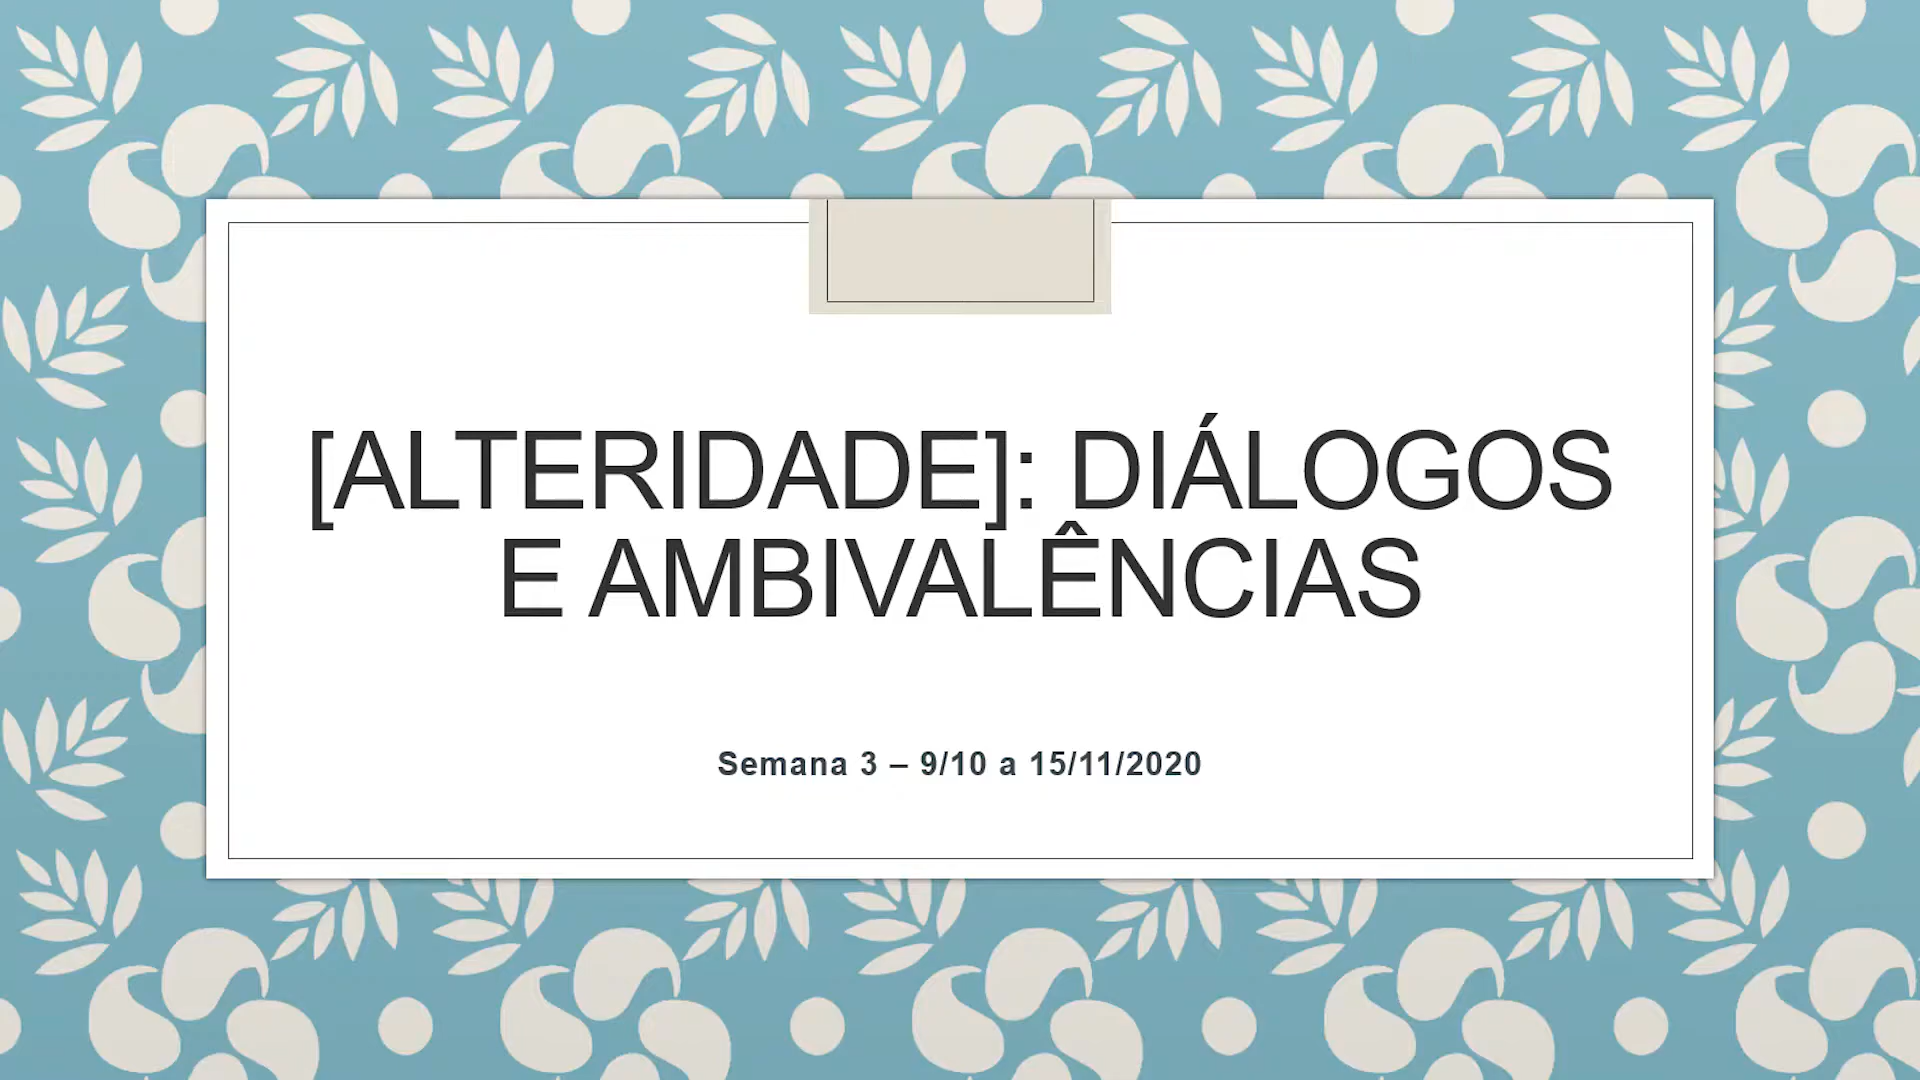 [ALTERIDADE]: DIÁLOGOS
E AMBIVALÊNCIAS
Semana 3 – 9/10 a 15/11/2020